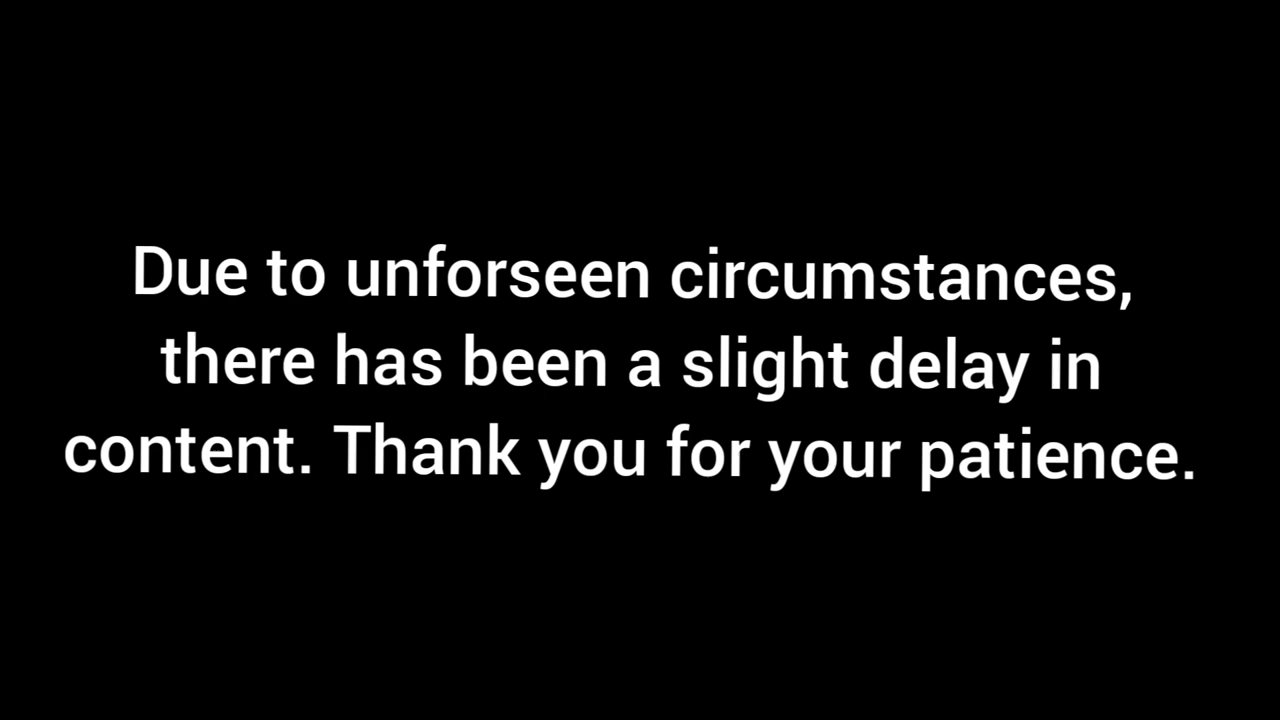 Due to unforseen circumstances,
there has been a slight delay in
content. Thank you for your patience.